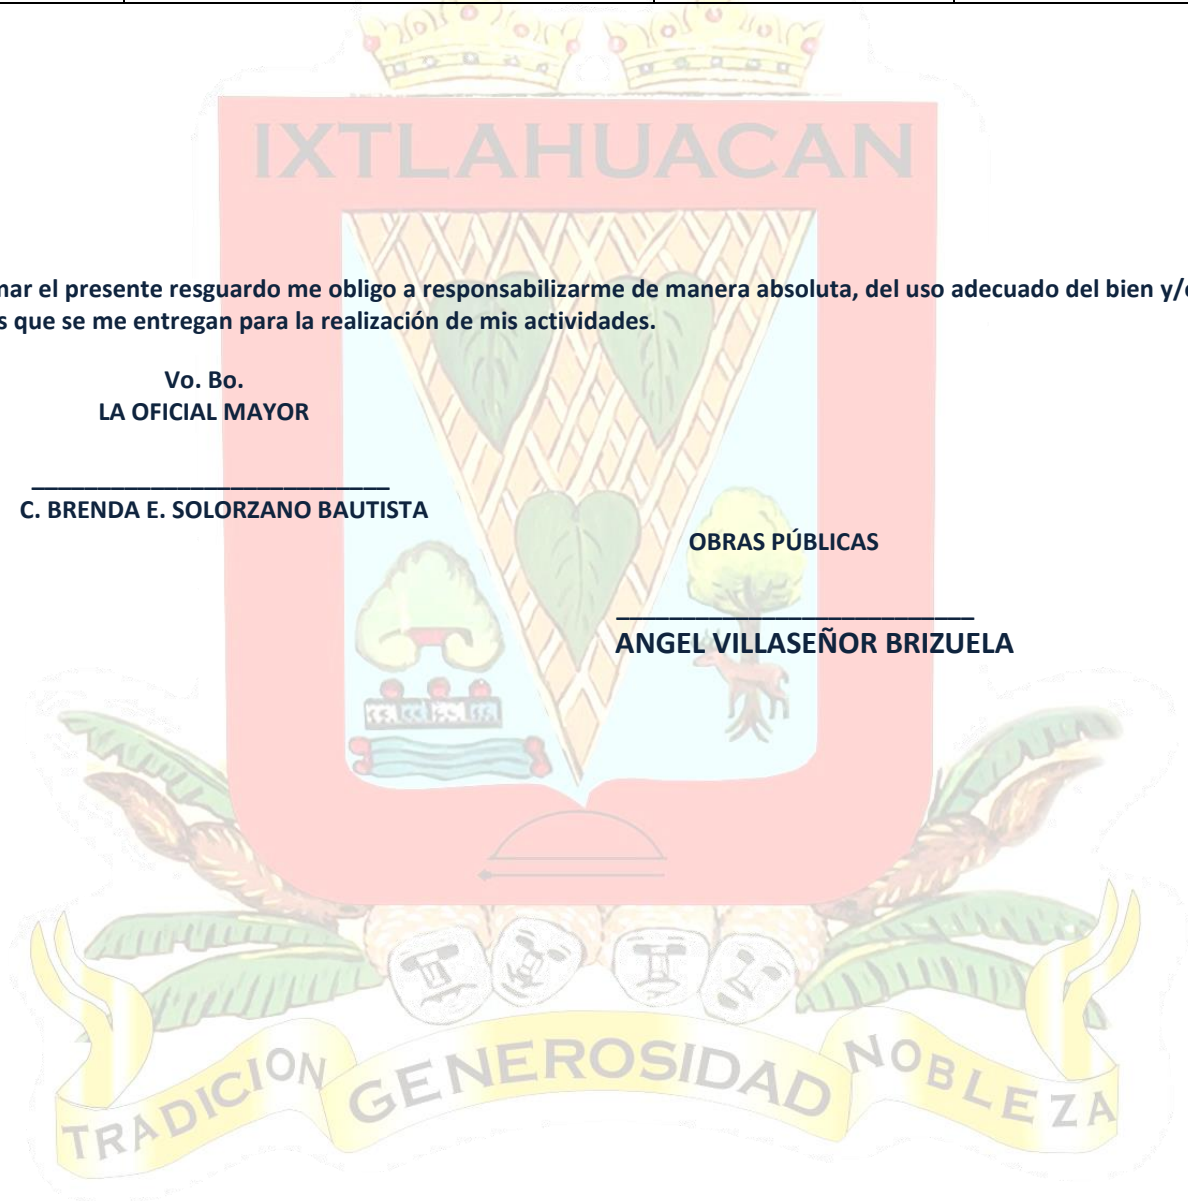 IXTLAHUACAN
el presente resguardo me obligo a responsabilizarme de manera absoluta, del uso adecuado del bien
que se me entregan para la realización de mis actividades.
Vo. Bo.
LA OFICIAL MAYOR
C. BRENDA E. SOLORZANO BAUTISTA
OBRAS PÚBLICAS
ANGEL VILLASEÑOR BRIZUELA
TRADICION GENEROSIDAD NOBLEZA